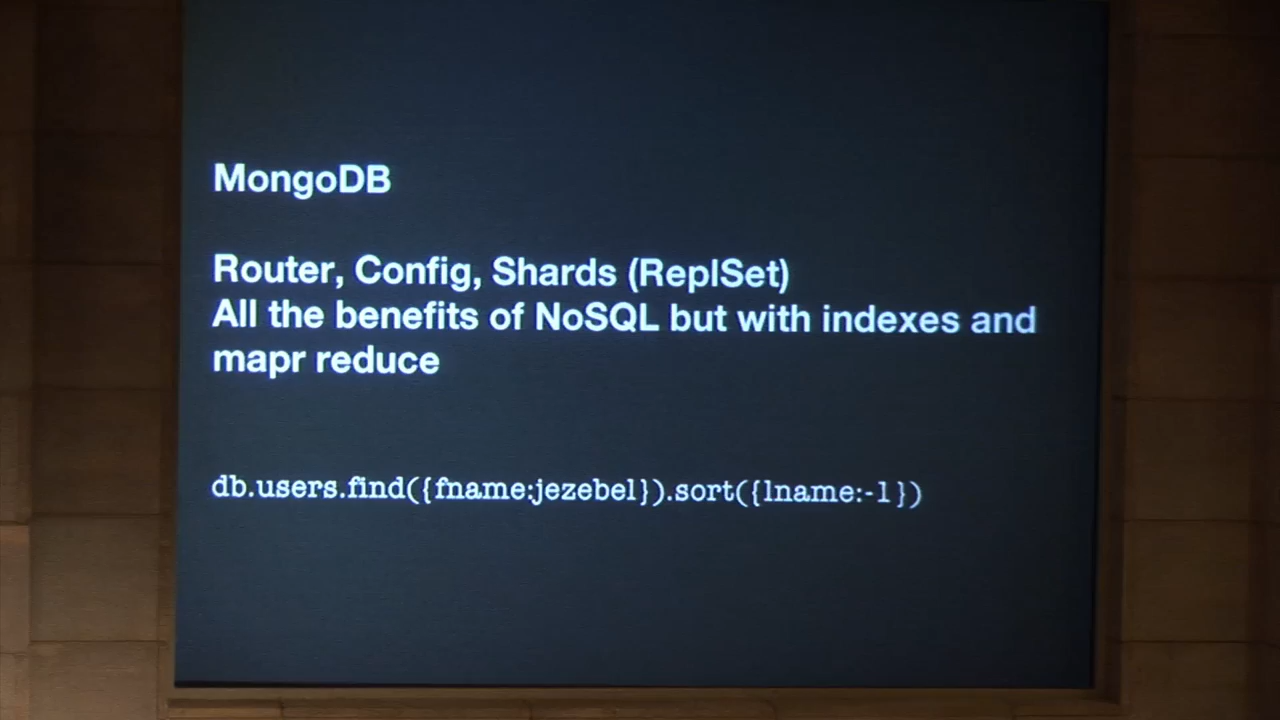 MongoDB
Router, Config, Shards (ReplSet)
All the benefits of NoSQL but with indexes and
mapr reduce
db.users.find({fname:jezebel}).sort({lname:-1})